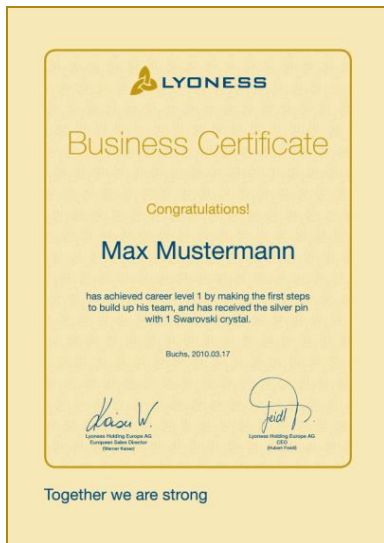 LYONESS
Business Certificate
Congratulations!
Max Mustermann
has achieved career level 1 by making the first steps
to build up his team, and has received the silver pin
with 1 Swarovski crystal.
Buchs, 2010.03.17
Kaiser W.
Lyoness Holding Europe AG
European Sales Director
(Werner Kaiser)
Lyoness Holding Europe AG
CEO
(Hubert Freidl)
Together we are strong